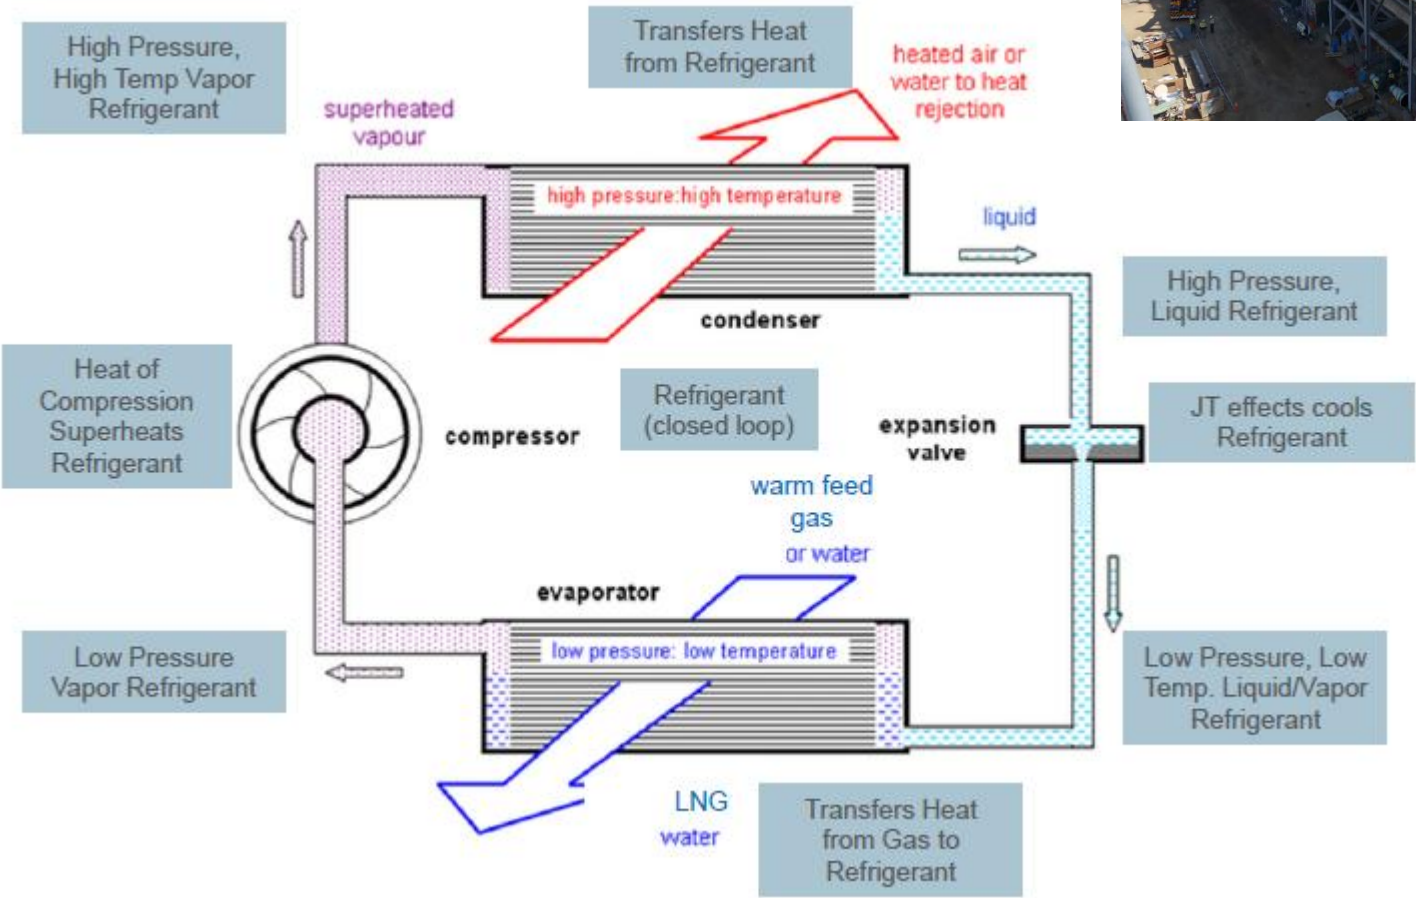 High Pressure,
High Temp Vapor
Refrigerant
Transfers Heat
from Refrigerant
heated air or
water to heat
rejection
superheated
vapour
high pressure:high temperature
liquid
condenser
High Pressure,
Liquid Refrigerant
Heat of
Compression
Superheats
Refrigerant
compressor
Refrigerant
(closed loop)
expansion
valve
JT effects cools
Refrigerant
warm feed
gas
or water
evaporator
low pressure: low temperature
Low Pressure
Vapor Refrigerant
Low Pressure, Low
Temp. Liquid/Vapor
Refrigerant
LNG
water
Transfers Heat
from Gas to
Refrigerant